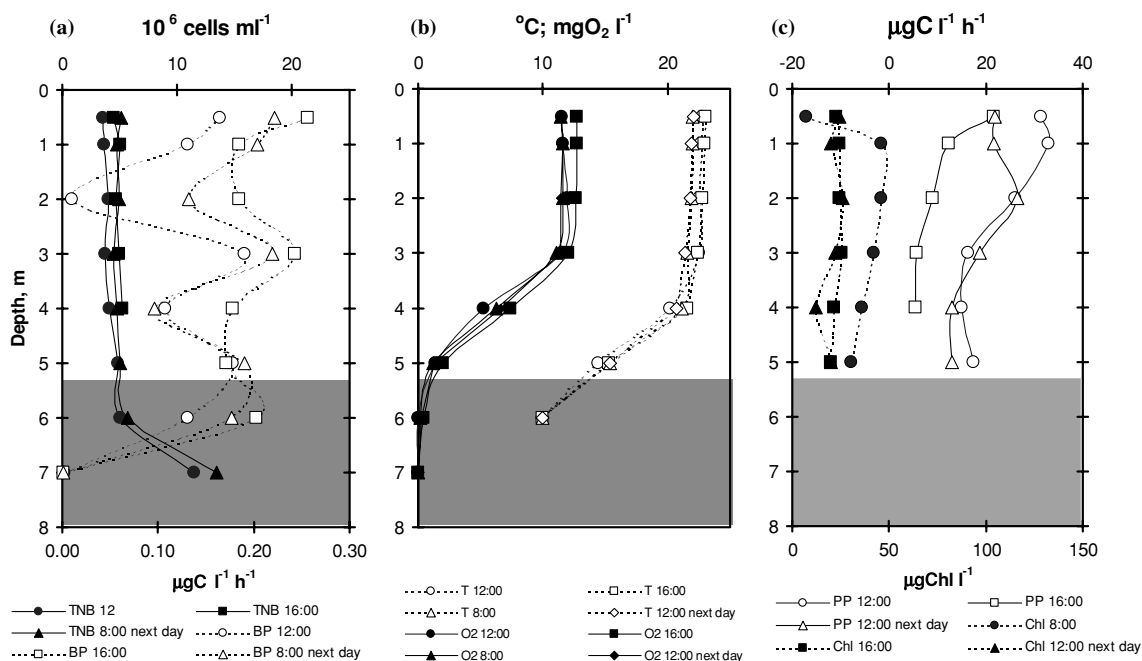 (a) 10 6 cells ml-1
0 10 20
Depth, m
0
1
2
3
4
5
6
7
8
0.00 0.10 0.20 0.30
µgC l-1 h-1
TNB 12 TNB 16:00
TNB 8:00 next day BP 12:00
BP 16:00 BP 8:00 next day
(b) oC; mgO2 l-1
0 10 20
0
1
2
3
4
5
6
7
8
T 12:00 T 16:00
T 8:00 T 12:00 next day
O2 12:00 O2 16:00
O2 8:00 O2 12:00 next day
(c) µgC l-1 h-1
-20 0 20 40
0
1
2
3
4
5
6
7
8
0 50 100 150
µgChl l-1
PP 12:00 PP 16:00
PP 12:00 next day Chl 8:00
Chl 16:00 Chl 12:00 next day